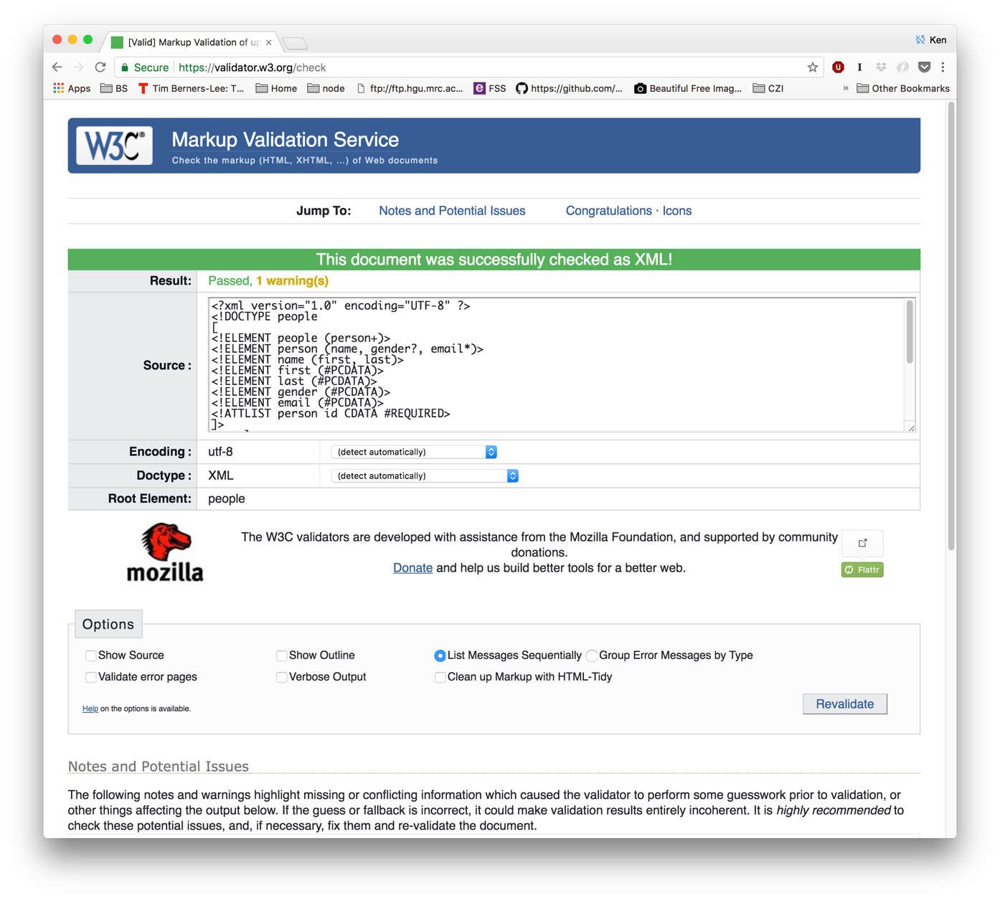 [Valid] Markup Validation of up
Ken
Secure
https://validator.w3.org/check
Apps
BS
Tim Berners-Lee: T...
Home
node
ftp://ftp.hgu.mrc.ac...
FSS
https://github.com/...
Beautiful Free Imag...
CZI
»
Other Bookmarks
W3C®
Markup Validation Service
Check the markup (HTML, XHTML, ...) of Web documents
Jump To: Notes and Potential Issues Congratulations · Icons
This document was successfully checked as XML!
Result: Passed, 1 warning(s)
Source :
<?xml version="1.0" encoding="UTF-8" ?>
<!DOCTYPE people
[
<!ELEMENT people (person+)>
<!ELEMENT person (name, gender?, email*)>
<!ELEMENT name (first, last)>
<!ELEMENT first (#PCDATA)>
<!ELEMENT last (#PCDATA)>
<!ELEMENT gender (#PCDATA)>
<!ELEMENT email (#PCDATA)>
<!ATTLIST person id CDATA #REQUIRED>
]>
Encoding : utf-8 (detect automatically)
Doctype : XML (detect automatically)
Root Element: people
mozilla
The W3C validators are developed with assistance from the Mozilla Foundation, and supported by community
donations.
Donate and help us build better tools for a better web.
Flattr
Options
Show Source Show Outline List Messages Sequentially Group Error Messages by Type
Validate error pages Verbose Output Clean up Markup with HTML-Tidy
Help on the options is available.
Revalidate
Notes and Potential Issues
The following notes and warnings highlight missing or conflicting information which caused the validator to perform some guesswork prior to validation, or
other things affecting the output below. If the guess or fallback is incorrect, it could make validation results entirely incoherent. It is highly recommended to
check these potential issues, and, if necessary, fix them and re-validate the document.